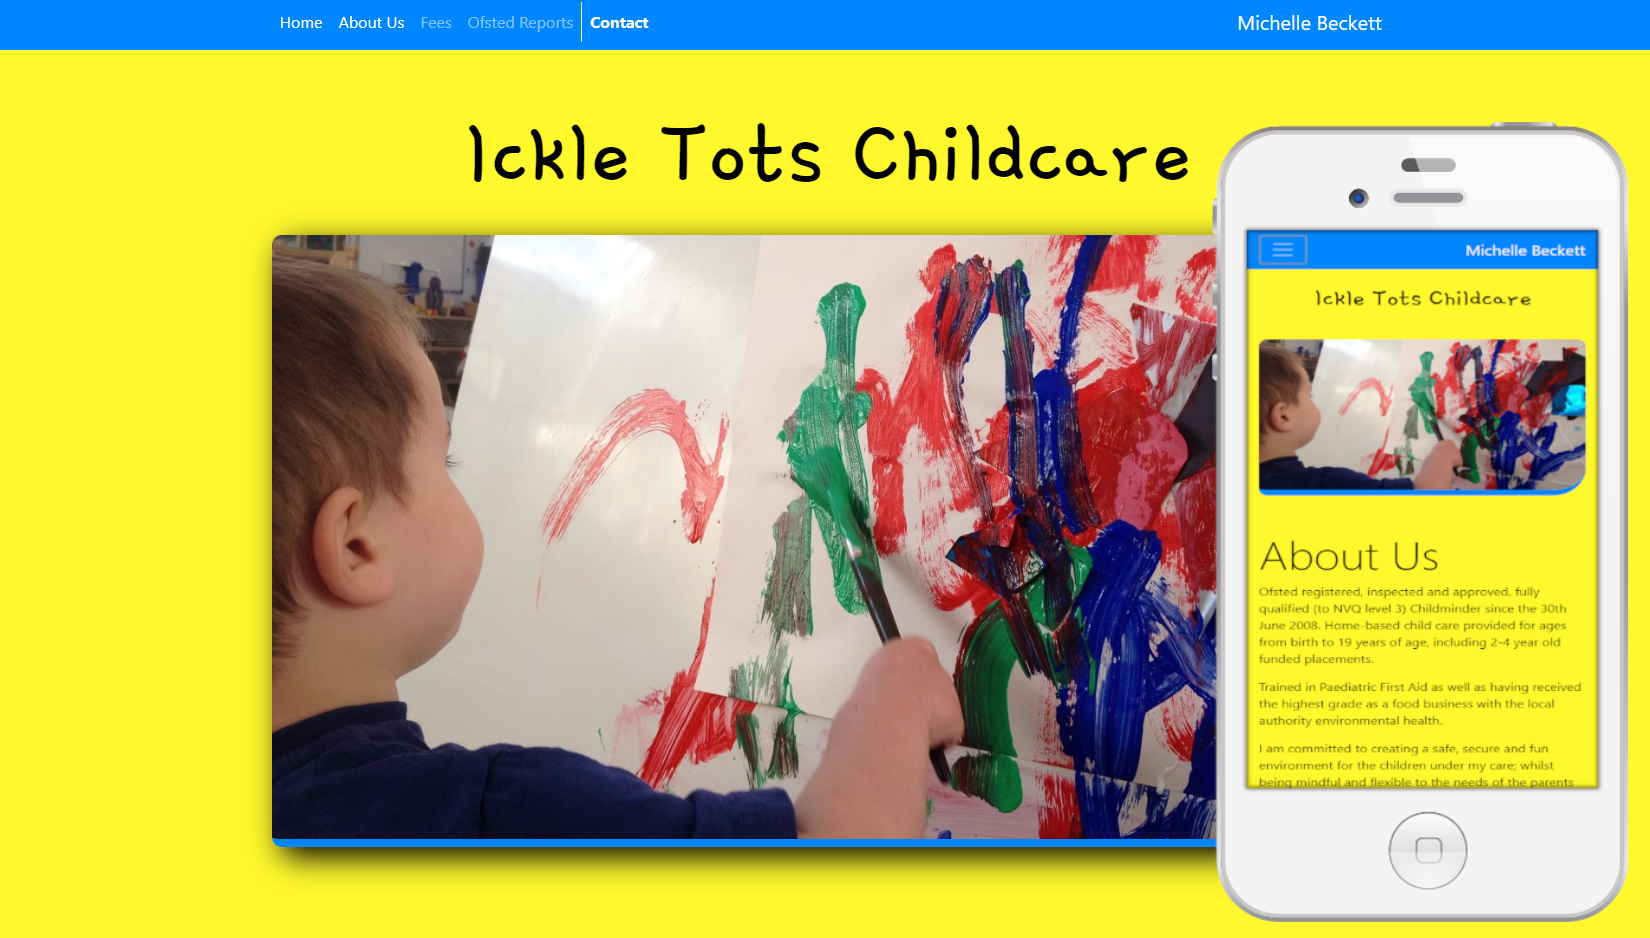 Home About Us Fees Ofsted Reports Contact Michelle Beckett
Ickle Tots Childcare
Michelle Beckett
Ickle Tots Childcare
About Us
Ofsted registered, inspected and approved, fully
qualified (to NVQ level 3) Childminder since the 30th
June 2008. Home-based child care provided for ages
from birth to 19 years of age, including 2-4 year old
funded placements.
Trained in Paediatric First Aid as well as having received
the highest grade as a food business with the local
authority environmental health.
I am committed to creating a safe, secure and fun
environment for the children under my care; whilst
being mindful and flexible to the needs of the parents